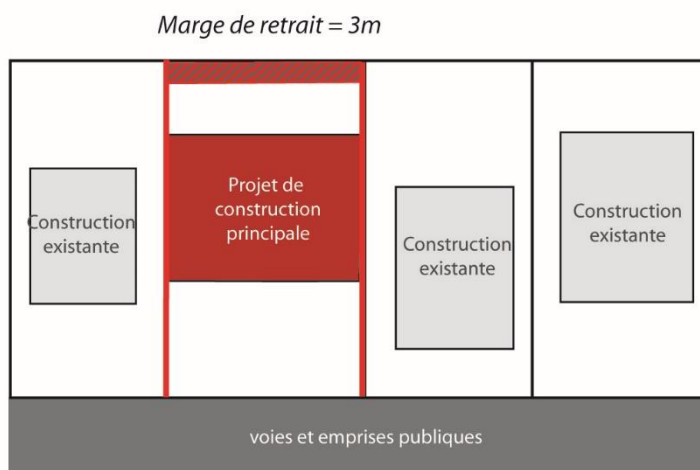 Marge de retrait = 3m
Construction
existante
Projet de
construction
principale
Construction
existante
Construction
existante
voies et emprises publiques